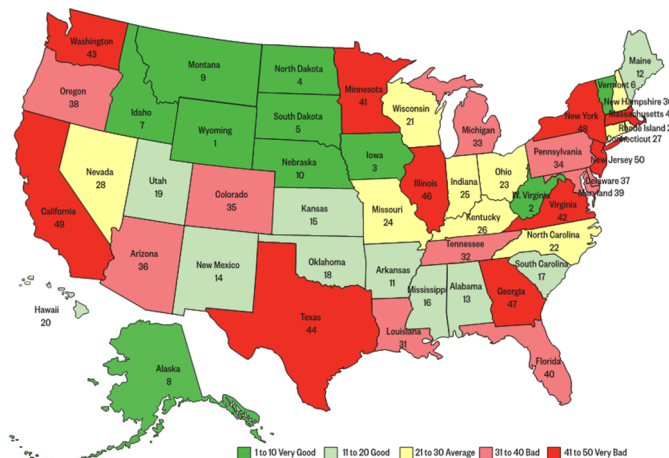 Washington
43
Montana
9
North Dakota
4
Minnesota
41
Maine
12
Vermont 6
New Hampshire 30
Massachusetts 4
Rhode Island 2
Connecticut 27
New York
48
Oregon
38
Idaho
7
Wyoming
1
South Dakota
5
Wisconsin
21
Michigan
33
Pennsylvania
34
New Jersey 50
Delaware 37
Maryland 39
Nebraska
10
Iowa
3
Illinois
46
Indiana
25
Ohio
23
W. Virginia
2
Virginia
42
Nevada
28
Utah
19
Colorado
35
Kansas
15
Missouri
24
Kentucky
26
California
49
Arizona
36
New Mexico
14
Oklahoma
18
Arkansas
11
Tennessee
32
North Carolina
22
South Carolina
17
Mississippi
16
Alabama
13
Georgia
47
Texas
44
Louisiana
31
Florida
40
Hawaii
20
Alaska
8
1 to 10 Very Good
11 to 20 Good
21 to 30 Average
31 to 40 Bad
41 to 50 Very Bad